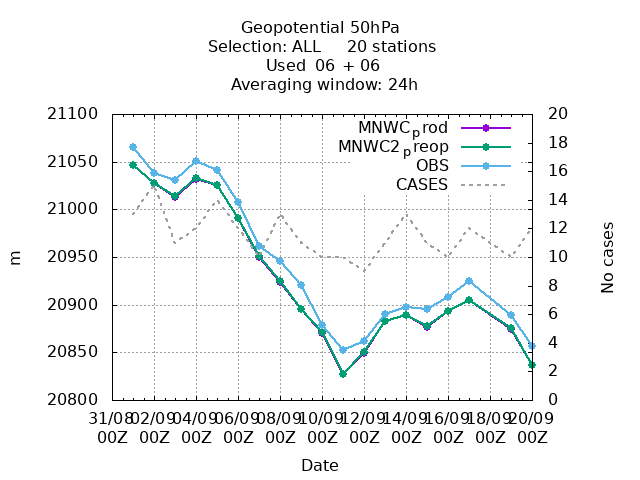 Geopotential 50hPa
Selection: ALL 20 stations
Used 06 + 06
Averaging window: 24h
21100
21050
21000
20950
20900
20850
20800
m
20
18
16
14
12
10
8
6
4
2
0
No cases
MNWCprod
MNWC2preop
OBS
CASES
31/08 02/09 04/09 06/09 08/09 10/09 12/09 14/09 16/09 18/09 20/09
00Z 00Z 00Z 00Z 00Z 00Z 00Z 00Z 00Z 00Z 00Z
Date